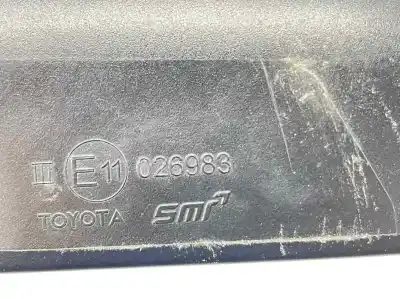 III E11 026983
TOYOTA SMR